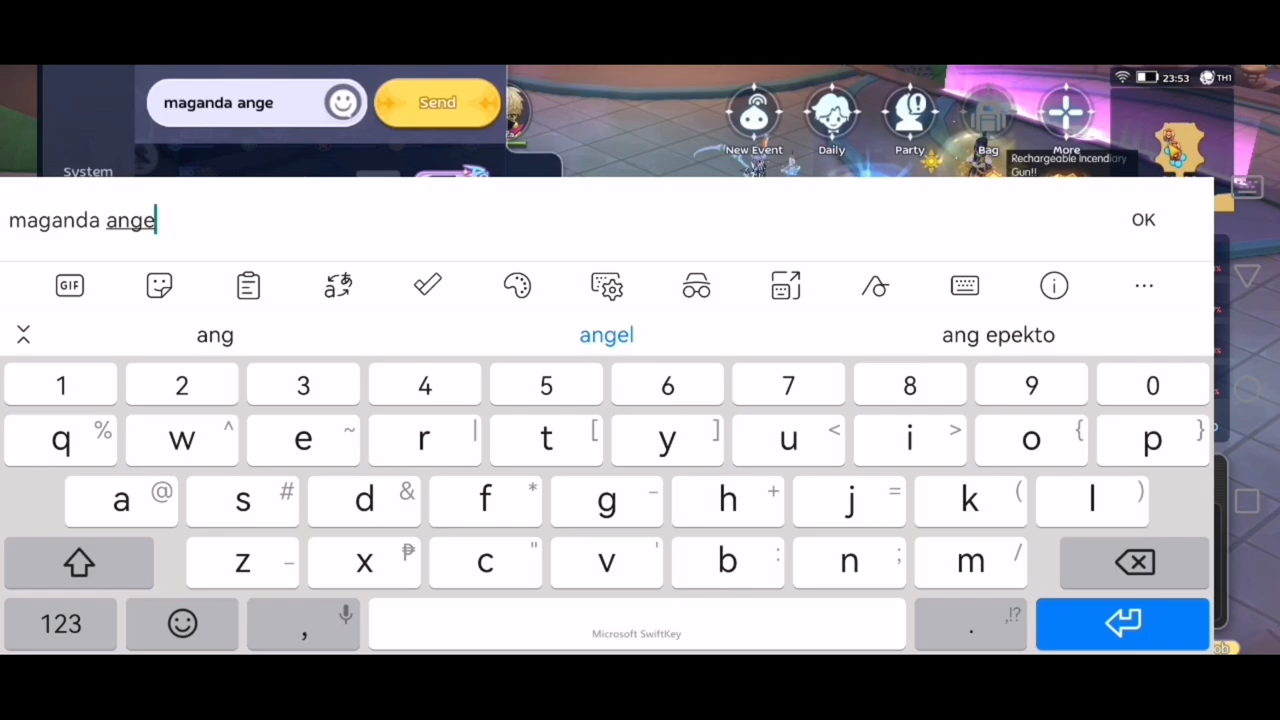 maganda ange
Send
23:53
TH1
New Event
Daily
Party
Bag
More
System
Rechargeable Incendiary
Gun!!
maganda ange
OK
GIF
ang
angel
ang epekto
1 2 3 4 5 6 7 8 9 0
q % w ^ e ~ r | t [ y ] u < i > o { p }
a @ s # d & f * g - h + j = k ( l )
z _ x ₱ c " v ' b : n ; m /
123 , Microsoft SwiftKey . ,!?